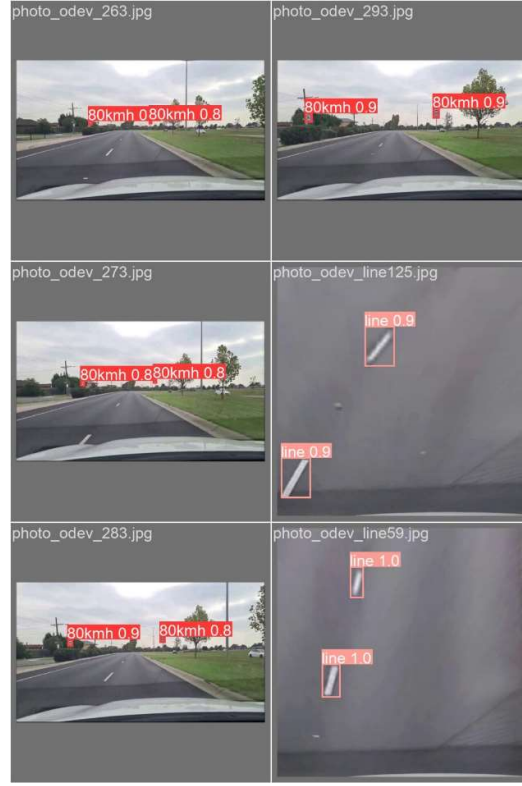 photo_odev_263.jpg
80kmh 0.8
80kmh 0.8
photo_odev_293.jpg
80kmh 0.9
80kmh 0.9
photo_odev_273.jpg
80kmh 0.8
80kmh 0.8
photo_odev_line125.jpg
line 0.9
line 0.9
photo_odev_283.jpg
80kmh 0.9
80kmh 0.8
photo_odev_line59.jpg
line 1.0
line 1.0